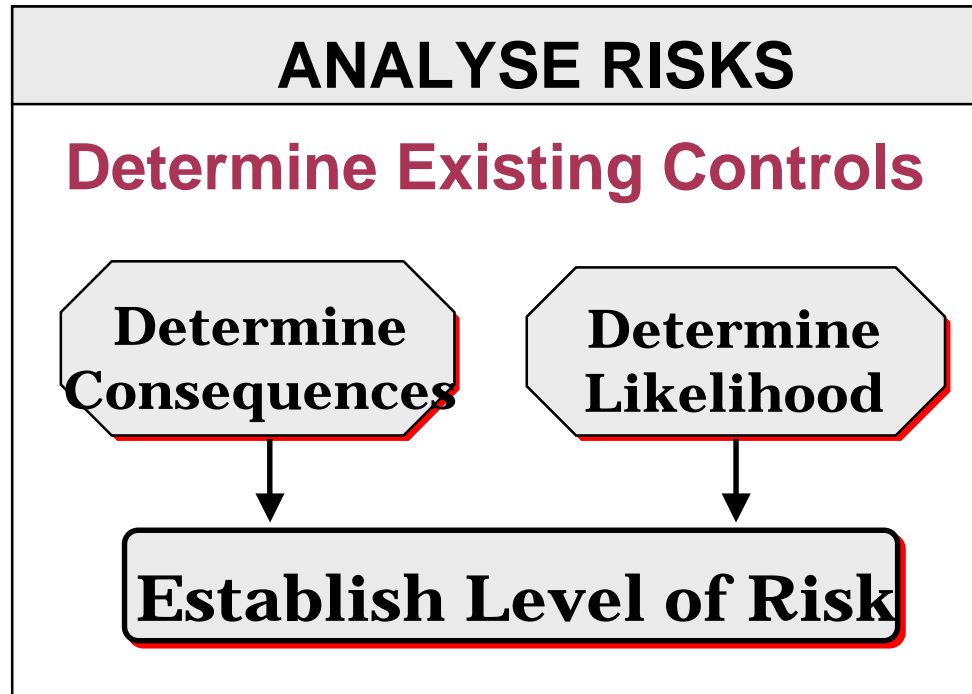 ANALYSE RISKS
Determine Existing Controls
Determine
Consequences
Determine
Likelihood
Establish Level of Risk